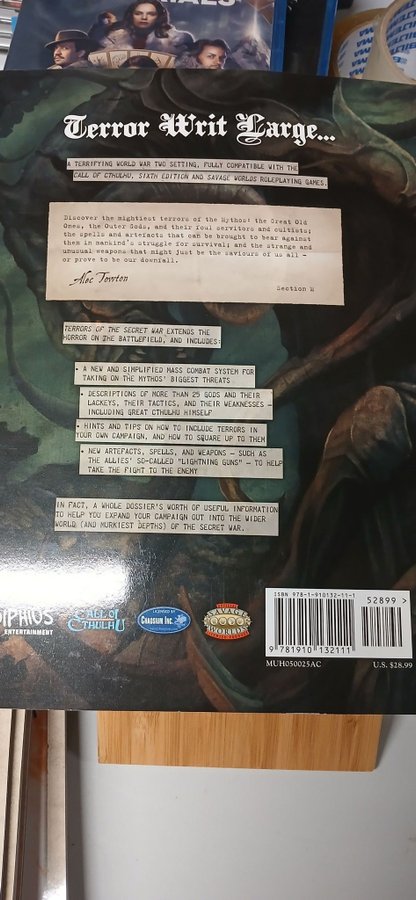 Terror Writ Large...
A TERRIFYING WORLD WAR TWO SETTING, FULLY COMPATIBLE WITH THE
CALL OF CTHULHU, SIXTH EDITION AND SAVAGE WORLDS ROLEPLAYING GAMES.
Discover the mightiest terrors of the Mythos: the Great Old
Ones, the Outer Gods, and their foul servitors and cultists;
the spells and artefacts that can be brought to bear against
them in mankind's struggle for survival; and the strange and
unusual weapons that might just be the saviours of us all -
or prove to be our downfall.
Alec Towton
Section M
TERRORS OF THE SECRET WAR EXTENDS THE
HORROR ON THE BATTLEFIELD, AND INCLUDES:
• A NEW AND SIMPLIFIED MASS COMBAT SYSTEM FOR
TAKING ON THE MYTHOS' BIGGEST THREATS
• DESCRIPTIONS OF MORE THAN 25 GODS AND THEIR
LACKEYS, THEIR TACTICS, AND THEIR WEAKNESSES –
INCLUDING GREAT CTHULHU HIMSELF
• HINTS AND TIPS ON HOW TO INCLUDE TERRORS IN
YOUR OWN CAMPAIGN, AND HOW TO SQUARE UP TO THEM
• NEW ARTEFACTS, SPELLS, AND WEAPONS – SUCH AS
THE ALLIES' SO-CALLED "LIGHTNING GUNS" – TO HELP
TAKE THE FIGHT TO THE ENEMY
IN FACT, A WHOLE DOSSIER'S WORTH OF USEFUL INFORMATION
TO HELP YOU EXPAND YOUR CAMPAIGN OUT INTO THE WIDER
WORLD (AND MURKIEST DEPTHS) OF THE SECRET WAR.
DIPHIUS
ENTERTAINMENT
CALL OF
CTHULHU
LICENSED BY
CHAOSIUM INC.
SAVAGE
WORLDS
ISBN 978-1-910132-11-1
52899 >
9 781910 132111
MUH050025AC
U.S. $28.99